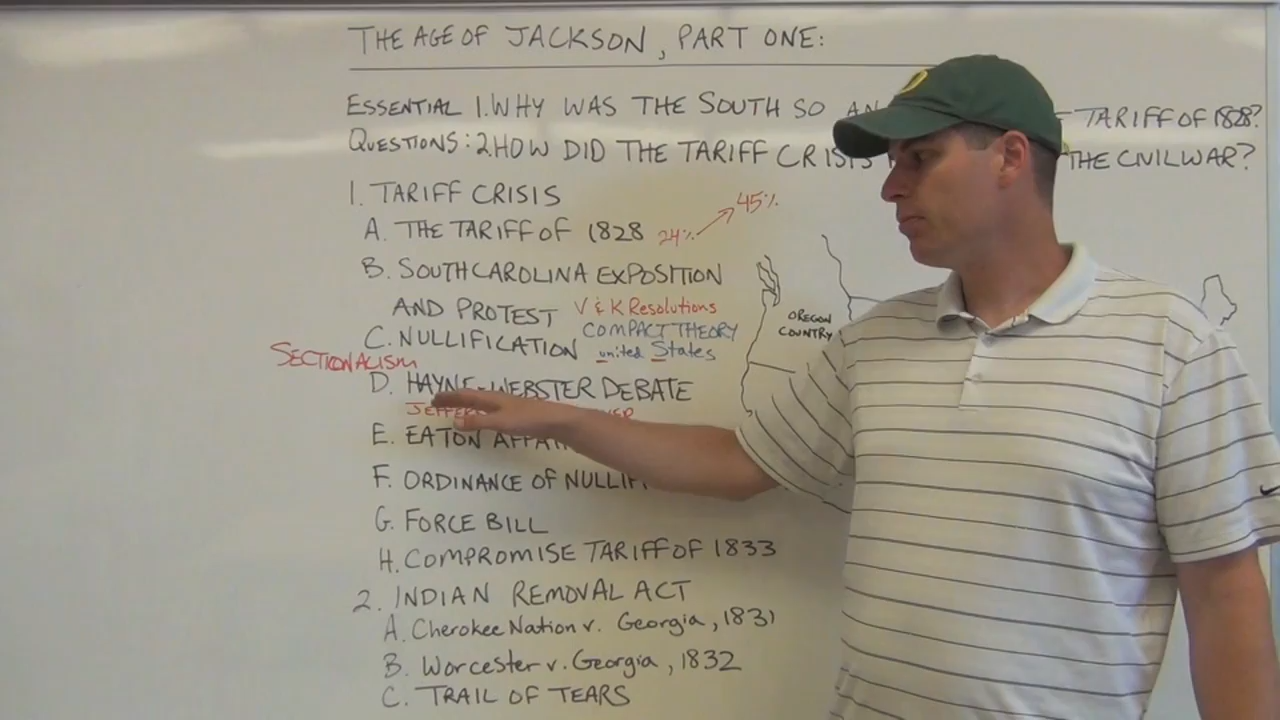 THE AGE OF JACKSON, PART ONE:
ESSENTIAL 1. WHY WAS THE SOUTH SO TARIFF OF 1828?
QUESTIONS: 2. HOW DID THE TARIFF CRISIS THE CIVIL WAR?
1. TARIFF CRISIS
A. THE TARIFF OF 1828 24% 45%
B. SOUTH CAROLINA EXPOSITION
AND PROTEST V & K Resolutions
C. NULLIFICATION COMPACT THEORY
united States
SECTIONALISM
D. HAYNE-WEBSTER DEBATE
E. EATON
F. ORDINANCE OF
G. FORCE BILL
H. COMPROMISE TARIFF OF 1833
2. INDIAN REMOVAL ACT
A. Cherokee Nation v. Georgia, 1831
B. Worcester v. Georgia, 1832
C. TRAIL OF TEARS
OREGON
COUNTRY